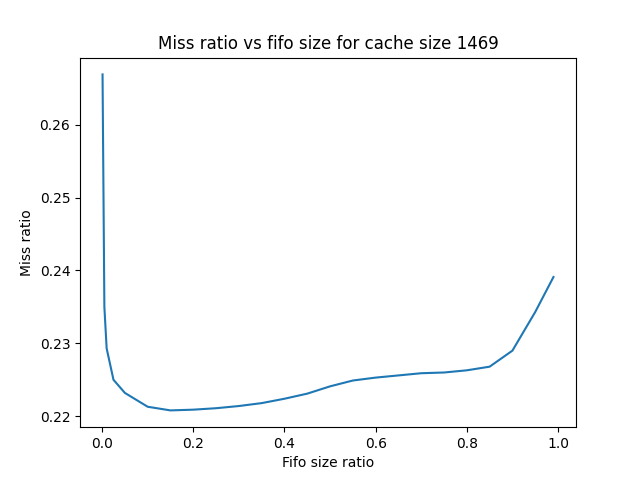 Miss ratio vs fifo size for cache size 1469
Miss ratio
0.26
0.25
0.24
0.23
0.22
0.0 0.2 0.4 0.6 0.8 1.0
Fifo size ratio